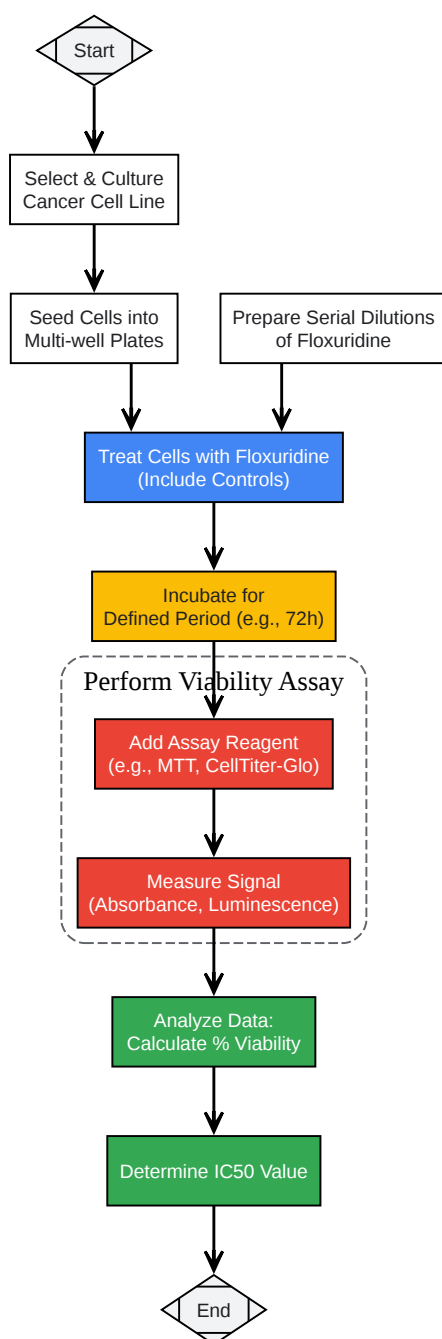 Start
Select & Culture
Cancer Cell Line
Seed Cells into
Multi-well Plates
Prepare Serial Dilutions
of Floxuridine
Treat Cells with Floxuridine
(Include Controls)
Incubate for
Defined Period (e.g., 72h)
Perform Viability Assay
Add Assay Reagent
(e.g., MTT, CellTiter-Glo)
Measure Signal
(Absorbance, Luminescence)
Analyze Data:
Calculate % Viability
Determine IC50 Value
End